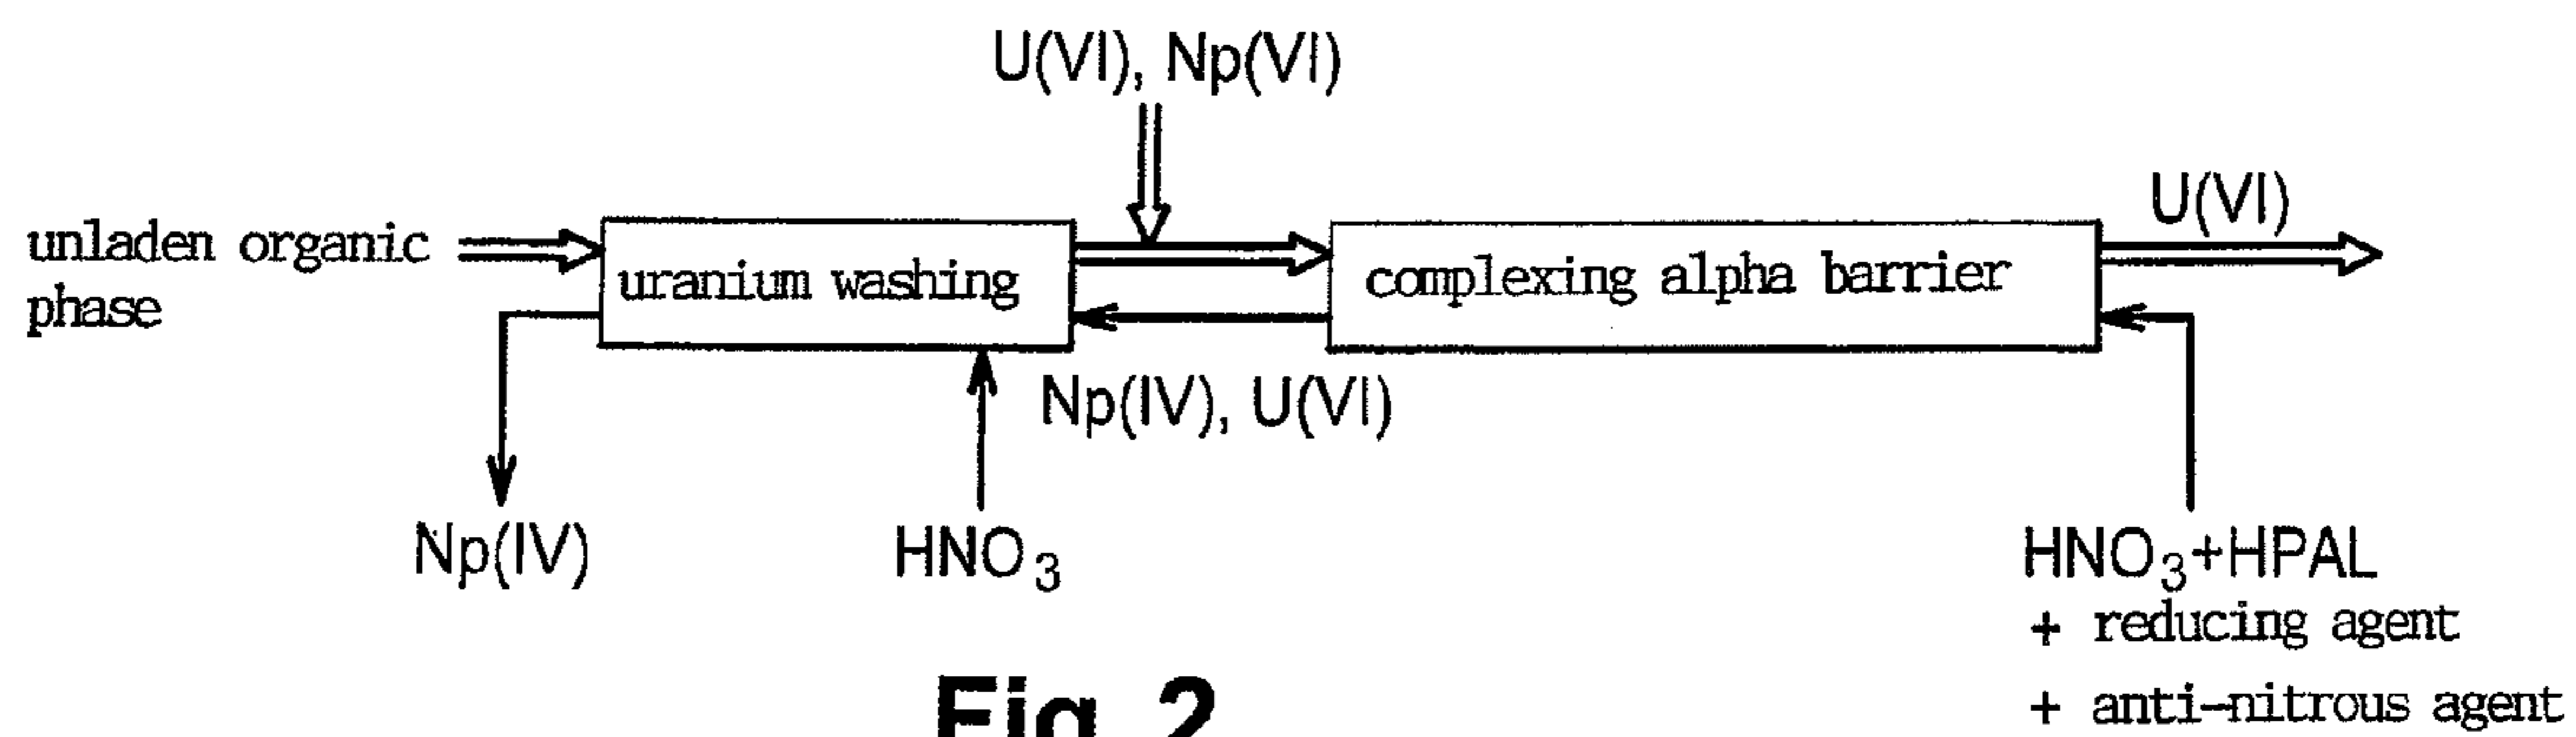 U(VI), Np(VI)
U(VI)
unladen organic
phase
uranium washing
complexing alpha barrier
Np(IV), U(VI)
Np(IV)
HNO3
HNO3+HPAL
+ reducing agent
+ anti-nitrous agent
Fig. 2